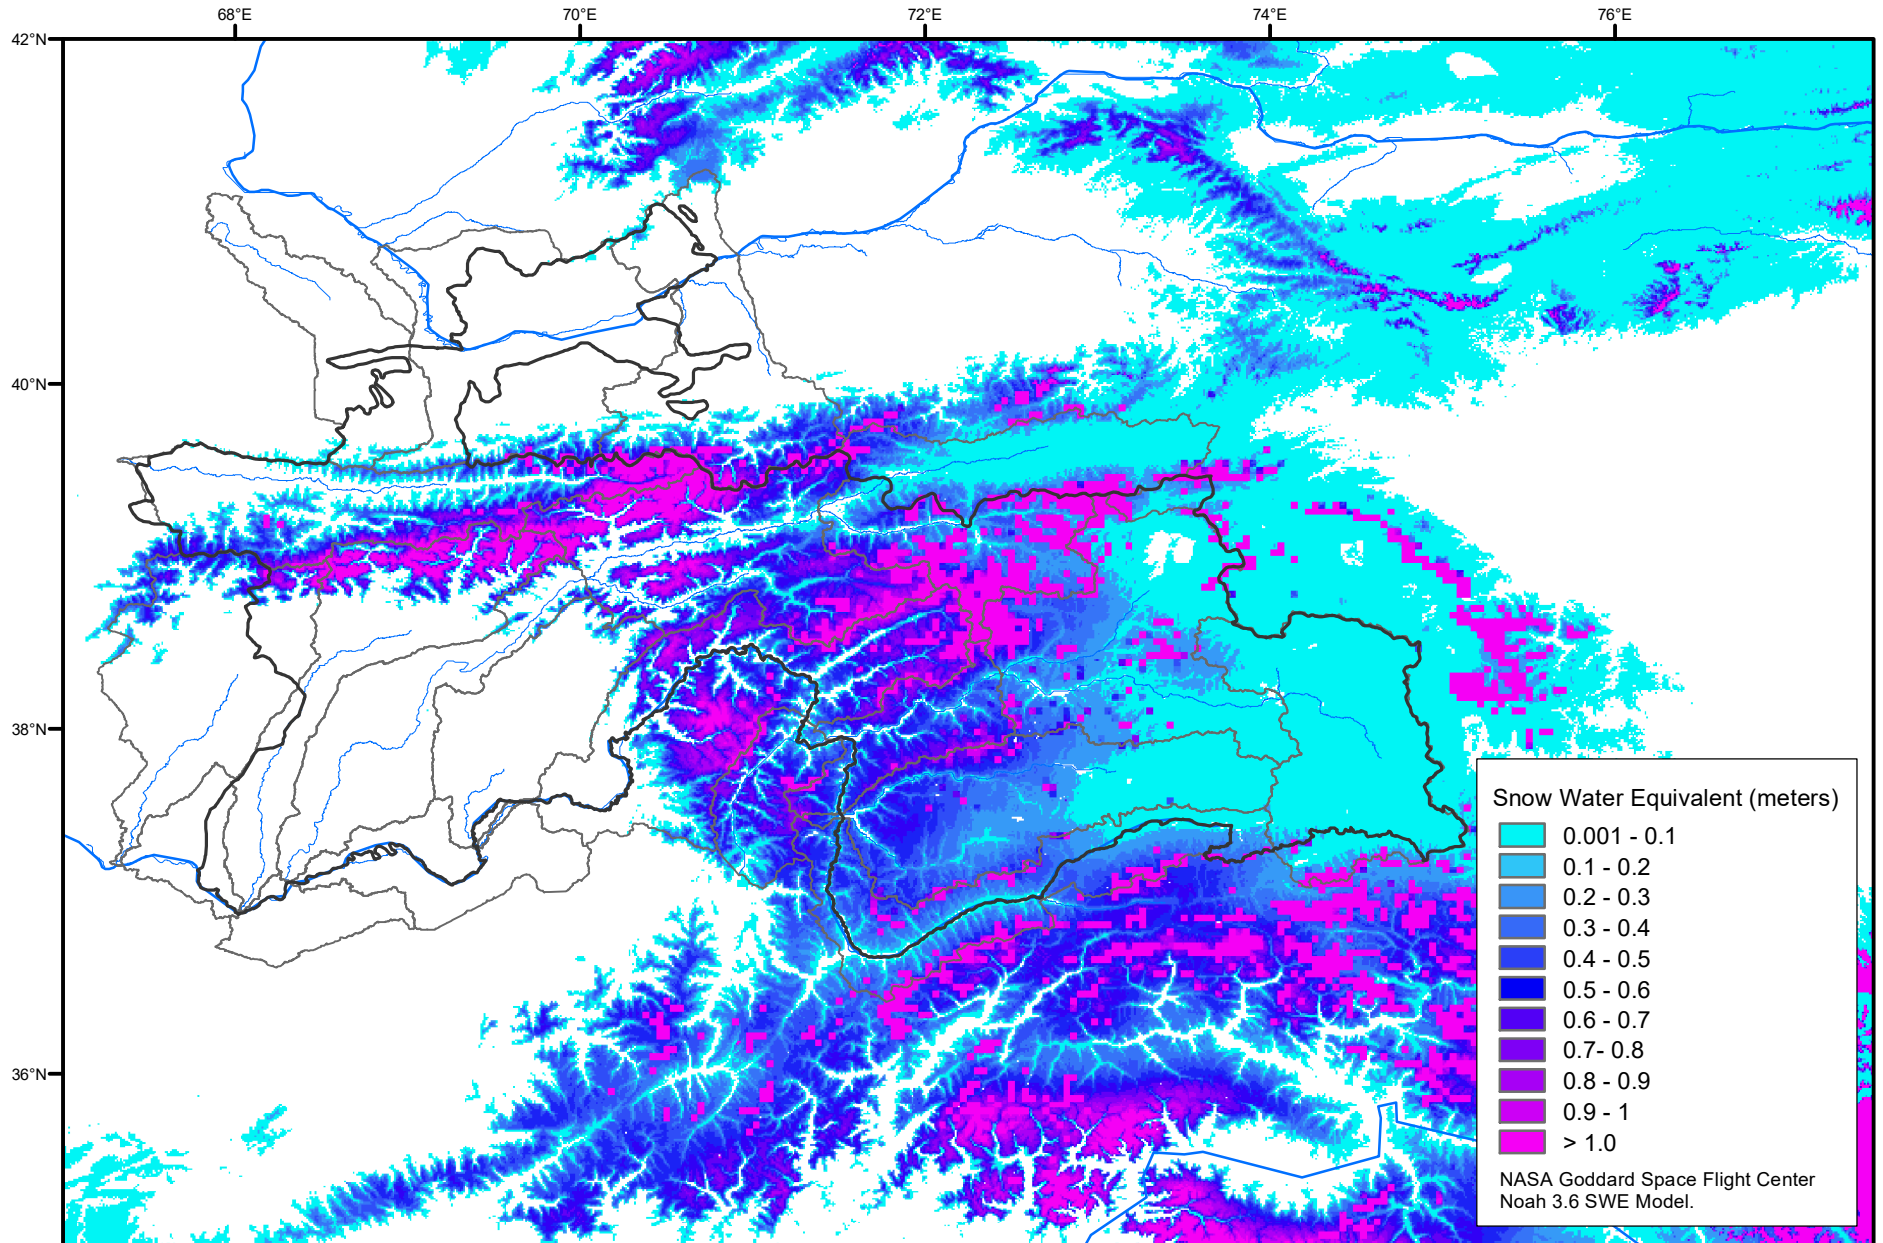 68°E 70°E 72°E 74°E 76°E
42°N
40°N
38°N
36°N
Snow Water Equivalent (meters)
0.001 - 0.1
0.1 - 0.2
0.2 - 0.3
0.3 - 0.4
0.4 - 0.5
0.5 - 0.6
0.6 - 0.7
0.7- 0.8
0.8 - 0.9
0.9 - 1
> 1.0
NASA Goddard Space Flight Center
Noah 3.6 SWE Model.